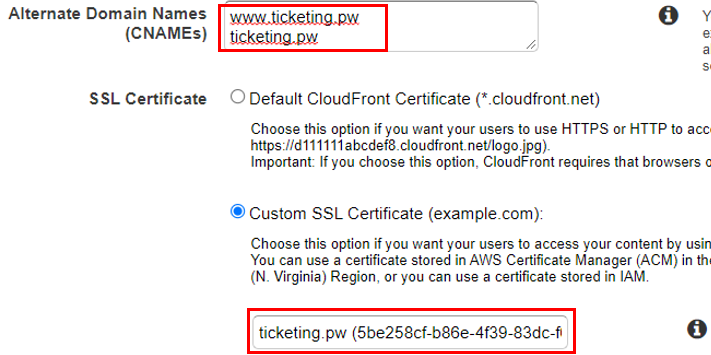 Alternate Domain Names
(CNAMEs)
www.ticketing.pw
ticketing.pw
SSL Certificate
Default CloudFront Certificate (*.cloudfront.net)
Choose this option if you want your users to use HTTPS or HTTP to
https://d111111abcdef8.cloudfront.net/logo.jpg).
Important: If you choose this option, CloudFront requires that browsers
Custom SSL Certificate (example.com):
Choose this option if you want your users to access your content by
You can use a certificate stored in AWS Certificate Manager (ACM) in
(N. Virginia) Region, or you can use a certificate stored in IAM.
ticketing.pw (5be258cf-b86e-4f39-83dc-